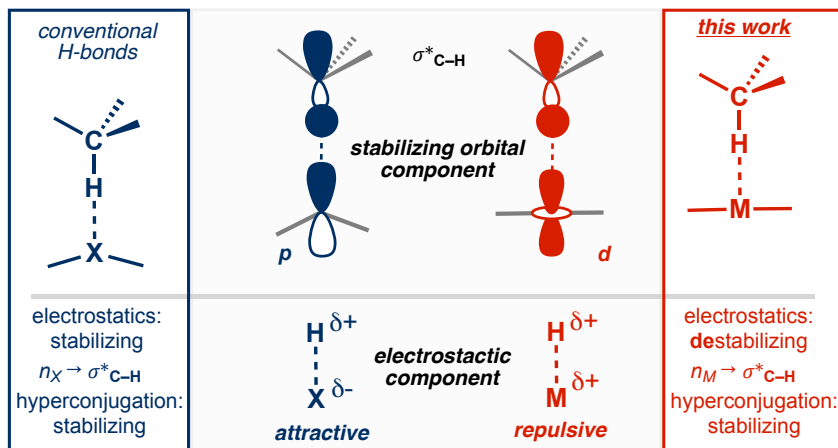 conventional
H-bonds
C
H
X
electrostatics:
stabilizing
nX → σ*C–H
hyperconjugation:
stabilizing
σ*C–H
stabilizing orbital
component
p
d
H δ+
X δ-
attractive
electrostactic
component
H δ+
M δ+
repulsive
this work
C
H
M
electrostatics:
destabilizing
nM → σ*C–H
hyperconjugation:
stabilizing